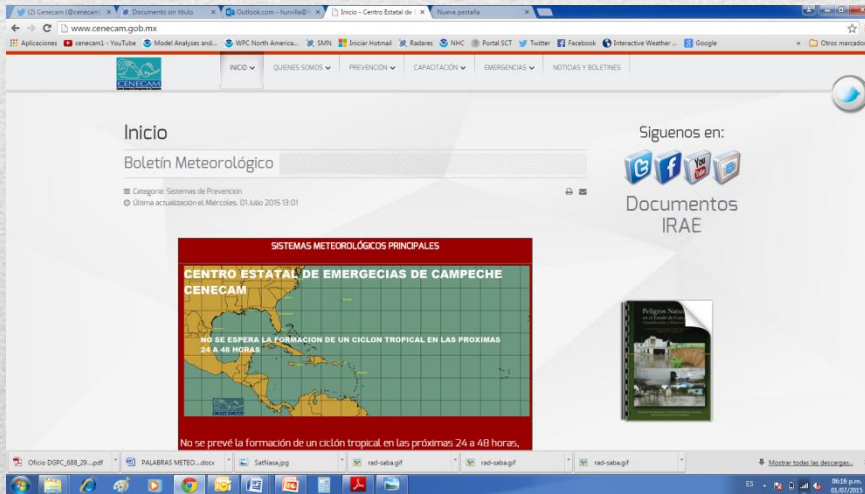 (2) Cenecam (@cenecam)
Documento sin título
Outlook.com - hunville@
Inicio - Centro Estatal de
Nueva pestaña
www.cenecam.gob.mx
Aplicaciones
cenecam1 - YouTube
Model Analyses and...
WPC North America...
SMN
Iniciar Hotmail
Radares
NHC
Portal SCT
Twitter
Facebook
Interactive Weather ...
Google
»
Otros marcado
CENECAM
INICIO
QUIENES SOMOS
PREVENCIÓN
CAPACITACIÓN
EMERGENCIAS
NOTICIAS Y BOLETINES
Inicio
Boletín Meteorológico
Categoría: Sistemas de Prevención
Última actualización el Miércoles, 01 Julio 2015 13:01
SISTEMAS METEOROLÓGICOS PRINCIPALES
CENTRO ESTATAL DE EMERGECIAS DE CAMPECHE
CENECAM
NO SE ESPERA LA FORMACION DE UN CICLON TROPICAL EN LAS PROXIMAS
24 A 48 HORAS
No se prevé la formación de un ciclón tropical en las próximas 24 a 48 horas,
Siguenos en:
You
Tube
Documentos
IRAE
Peligros Natu
Oficio DGPC_688_29....pdf
PALABRAS METEO...docx
SatNasa.jpg
rad-saba.gif
rad-saba.gif
rad-saba.gif
Mostrar todas las descargas...
ES
06:16 p.m.
01/07/2015